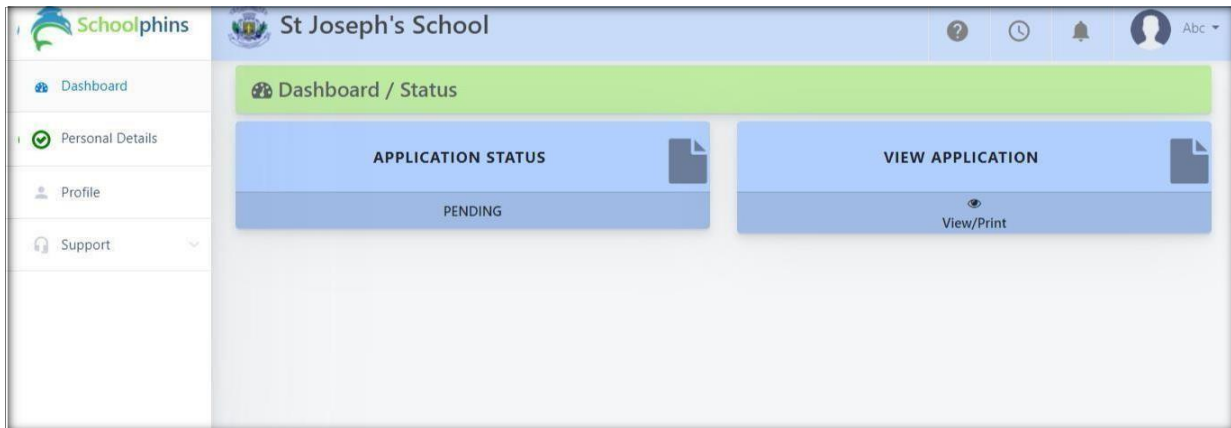 Schoolphins
St Joseph's School
Abc
Dashboard
Personal Details
Profile
Support
Dashboard / Status
APPLICATION STATUS
PENDING
VIEW APPLICATION
View/Print